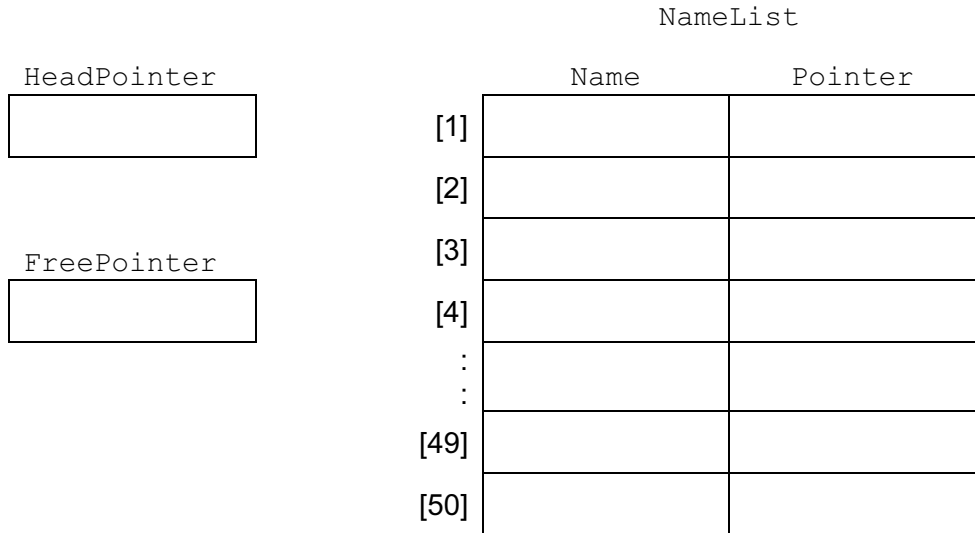 NameList
HeadPointer
Name Pointer
[1]
[2]
FreePointer
[3]
[4]
:
:
[49]
[50]